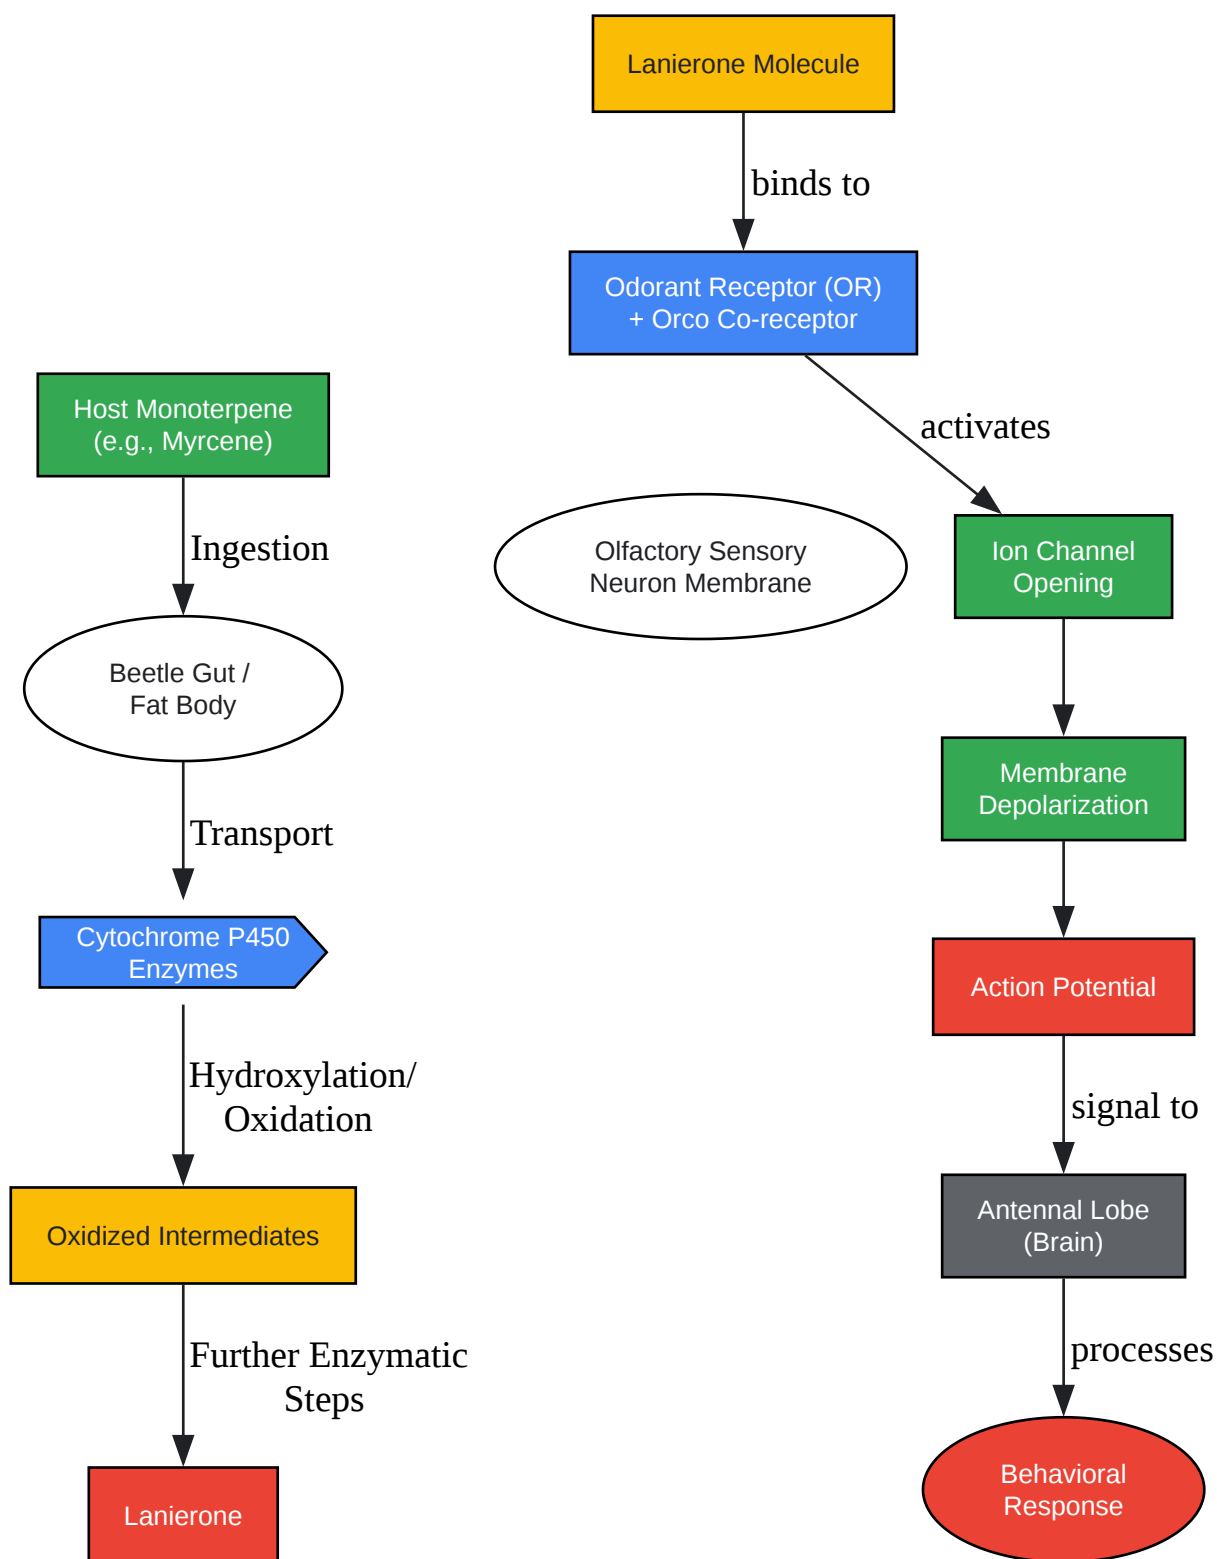 Host Monoterpene
(e.g., Myrcene)
Ingestion
Beetle Gut /
Fat Body
Transport
Cytochrome P450
Enzymes
Hydroxylation/
Oxidation
Oxidized Intermediates
Further Enzymatic
Steps
Lanierone
Lanierone Molecule
binds to
Odorant Receptor (OR)
+ Orco Co-receptor
activates
Olfactory Sensory
Neuron Membrane
Ion Channel
Opening
Membrane
Depolarization
Action Potential
signal to
Antennal Lobe
(Brain)
processes
Behavioral
Response